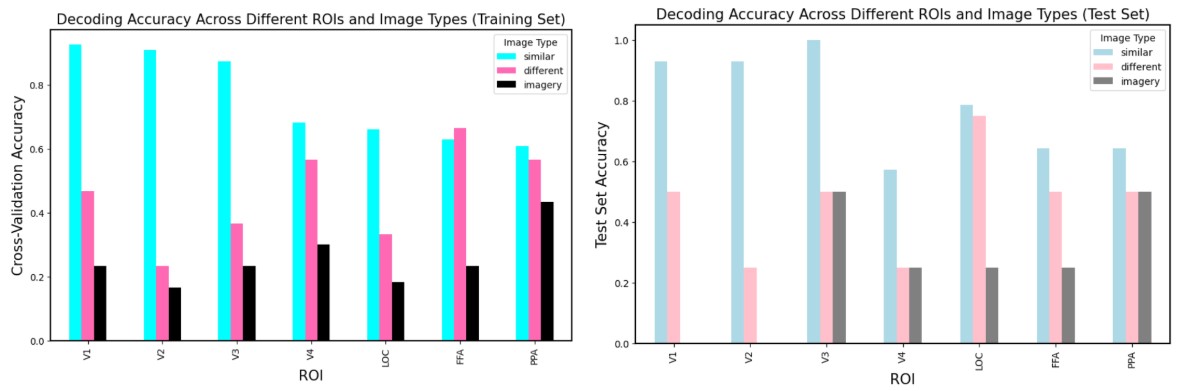 Decoding Accuracy Across Different ROIs and Image Types (Training Set)
Image Type
similar
different
imagery
Cross-Validation Accuracy
0.8
0.6
0.4
0.2
0.0
V1
V2
V3
V4
LOC
FFA
PPA
ROI
Decoding Accuracy Across Different ROIs and Image Types (Test Set)
Image Type
similar
different
imagery
Test Set Accuracy
1.0
0.8
0.6
0.4
0.2
0.0
V1
V2
V3
V4
LOC
FFA
PPA
ROI